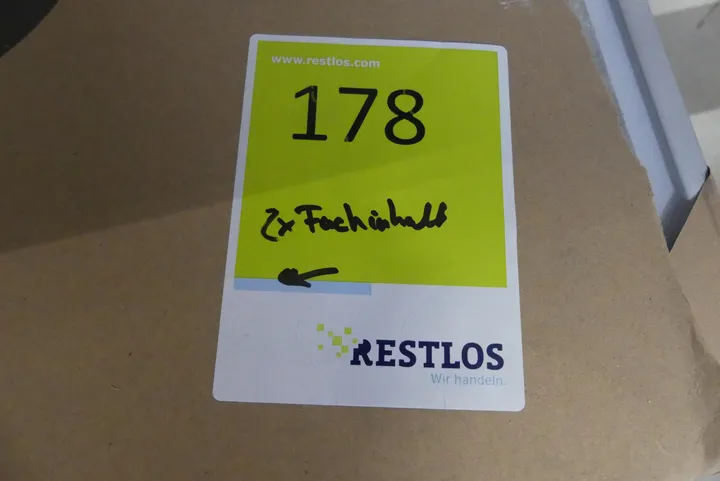 www.restlos.com
178
2x Fachinhalt
RESTLOS
Wir handeln.